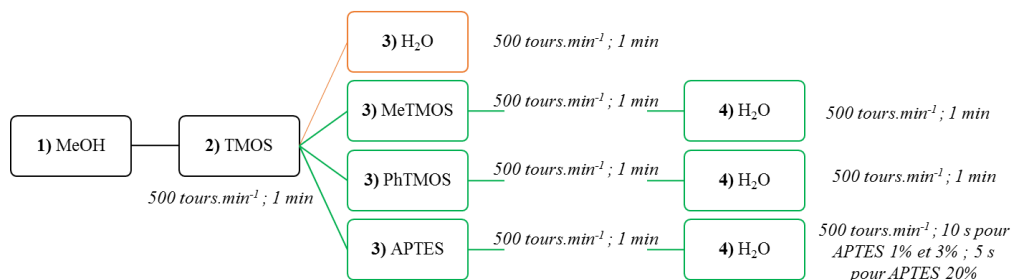 3) H₂O
500 tours.min⁻¹ ; 1 min
3) MeTMOS
500 tours.min⁻¹ ; 1 min
4) H₂O
500 tours.min⁻¹ ; 1 min
1) MeOH
2) TMOS
500 tours.min⁻¹ ; 1 min
3) PhTMOS
500 tours.min⁻¹ ; 1 min
4) H₂O
500 tours.min⁻¹ ; 1 min
3) APTES
500 tours.min⁻¹ ; 1 min
4) H₂O
500 tours.min⁻¹ ; 10 s pour
APTES 1% et 3% ; 5 s
pour APTES 20%